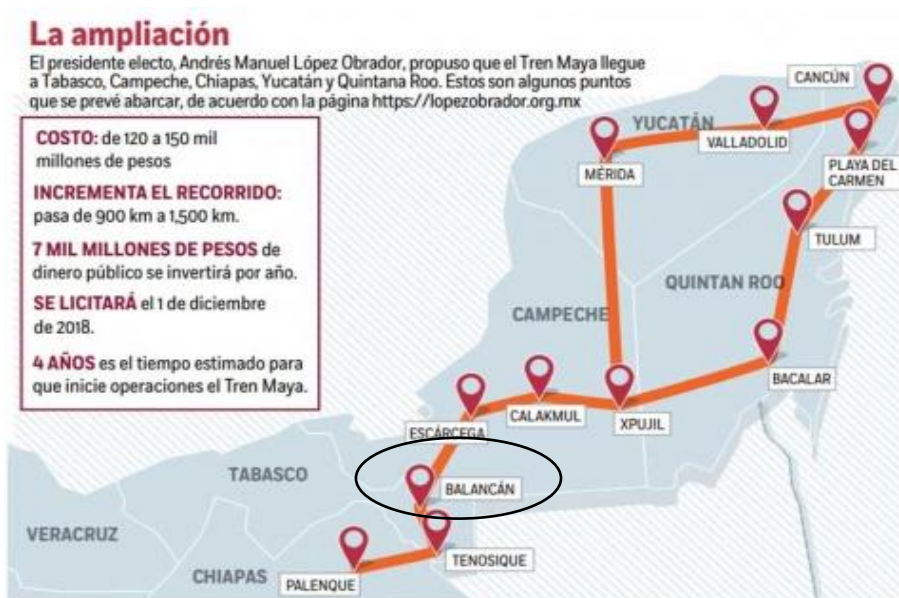 La ampliación
El presidente electo, Andrés Manuel López Obrador, propuso que el Tren Maya llegue
a Tabasco, Campeche, Chiapas, Yucatán y Quintana Roo. Estos son algunos puntos
que se prevé abarcar, de acuerdo con la página https://lopezobrador.org.mx
COSTO: de 120 a 150 mil
millones de pesos
INCREMENTA EL RECORRIDO:
pasa de 900 km a 1,500 km.
7 MIL MILLONES DE PESOS de
dinero público se invertirá por año.
SE LICITARÁ el 1 de diciembre
de 2018.
4 AÑOS es el tiempo estimado para
que inicie operaciones el Tren Maya.
CANCÚN
YUCATÁN
VALLADOLID
MÉRIDA
PLAYA DEL
CARMEN
TULUM
QUINTAN ROO
CAMPECHE
BACALAR
CALAKMUL
XPUJIL
ESCÁRCEGA
TABASCO
BALANCÁN
VERACRUZ
TENOSIQUE
CHIAPAS
PALENQUE